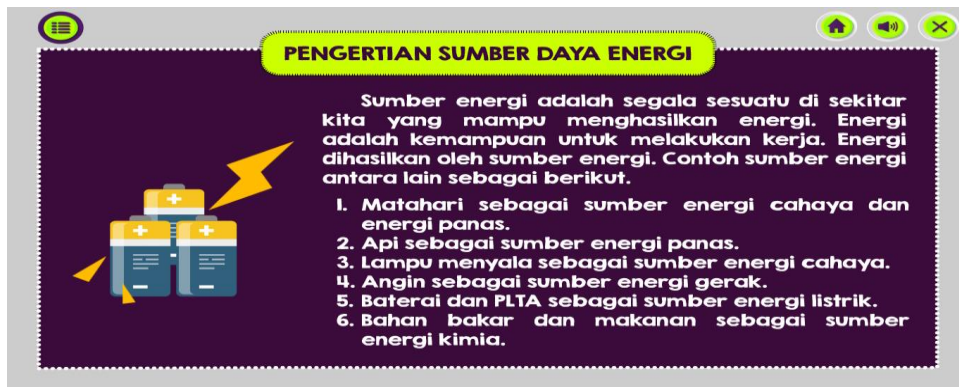 PENGERTIAN SUMBER DAYA ENERGI
Sumber energi adalah segala sesuatu di sekitar
kita yang mampu menghasilkan energi. Energi
adalah kemampuan untuk melakukan kerja. Energi
dihasilkan oleh sumber energi. Contoh sumber energi
antara lain sebagai berikut.
1. Matahari sebagai sumber energi cahaya dan
energi panas.
2. Api sebagai sumber energi panas.
3. Lampu menyala sebagai sumber energi cahaya.
4. Angin sebagai sumber energi gerak.
5. Baterai dan PLTA sebagai sumber energi listrik.
6. Bahan bakar dan makanan sebagai sumber
energi kimia.